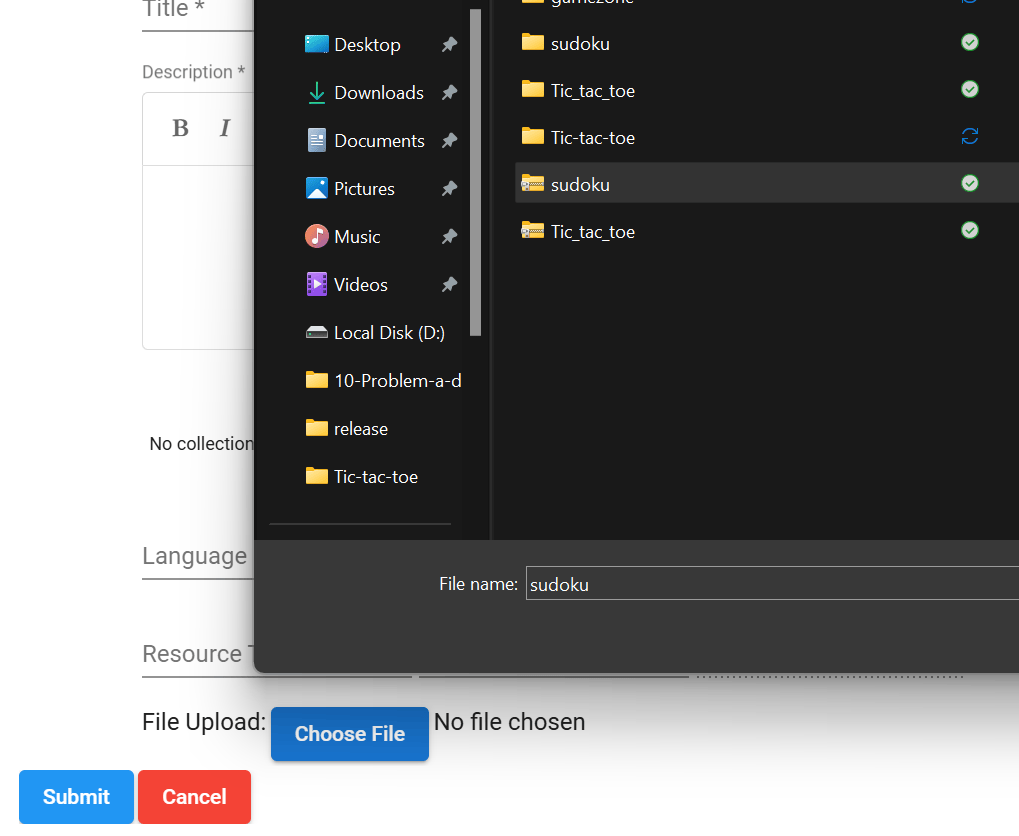 Title *
Description *
B I
No collection
Language
Resource T
File Upload: Choose File No file chosen
Submit Cancel
Desktop
Downloads
Documents
Pictures
Music
Videos
Local Disk (D:)
10-Problem-a-d
release
Tic-tac-toe
gamezone
sudoku
Tic_tac_toe
Tic-tac-toe
sudoku
Tic_tac_toe
File name: sudoku